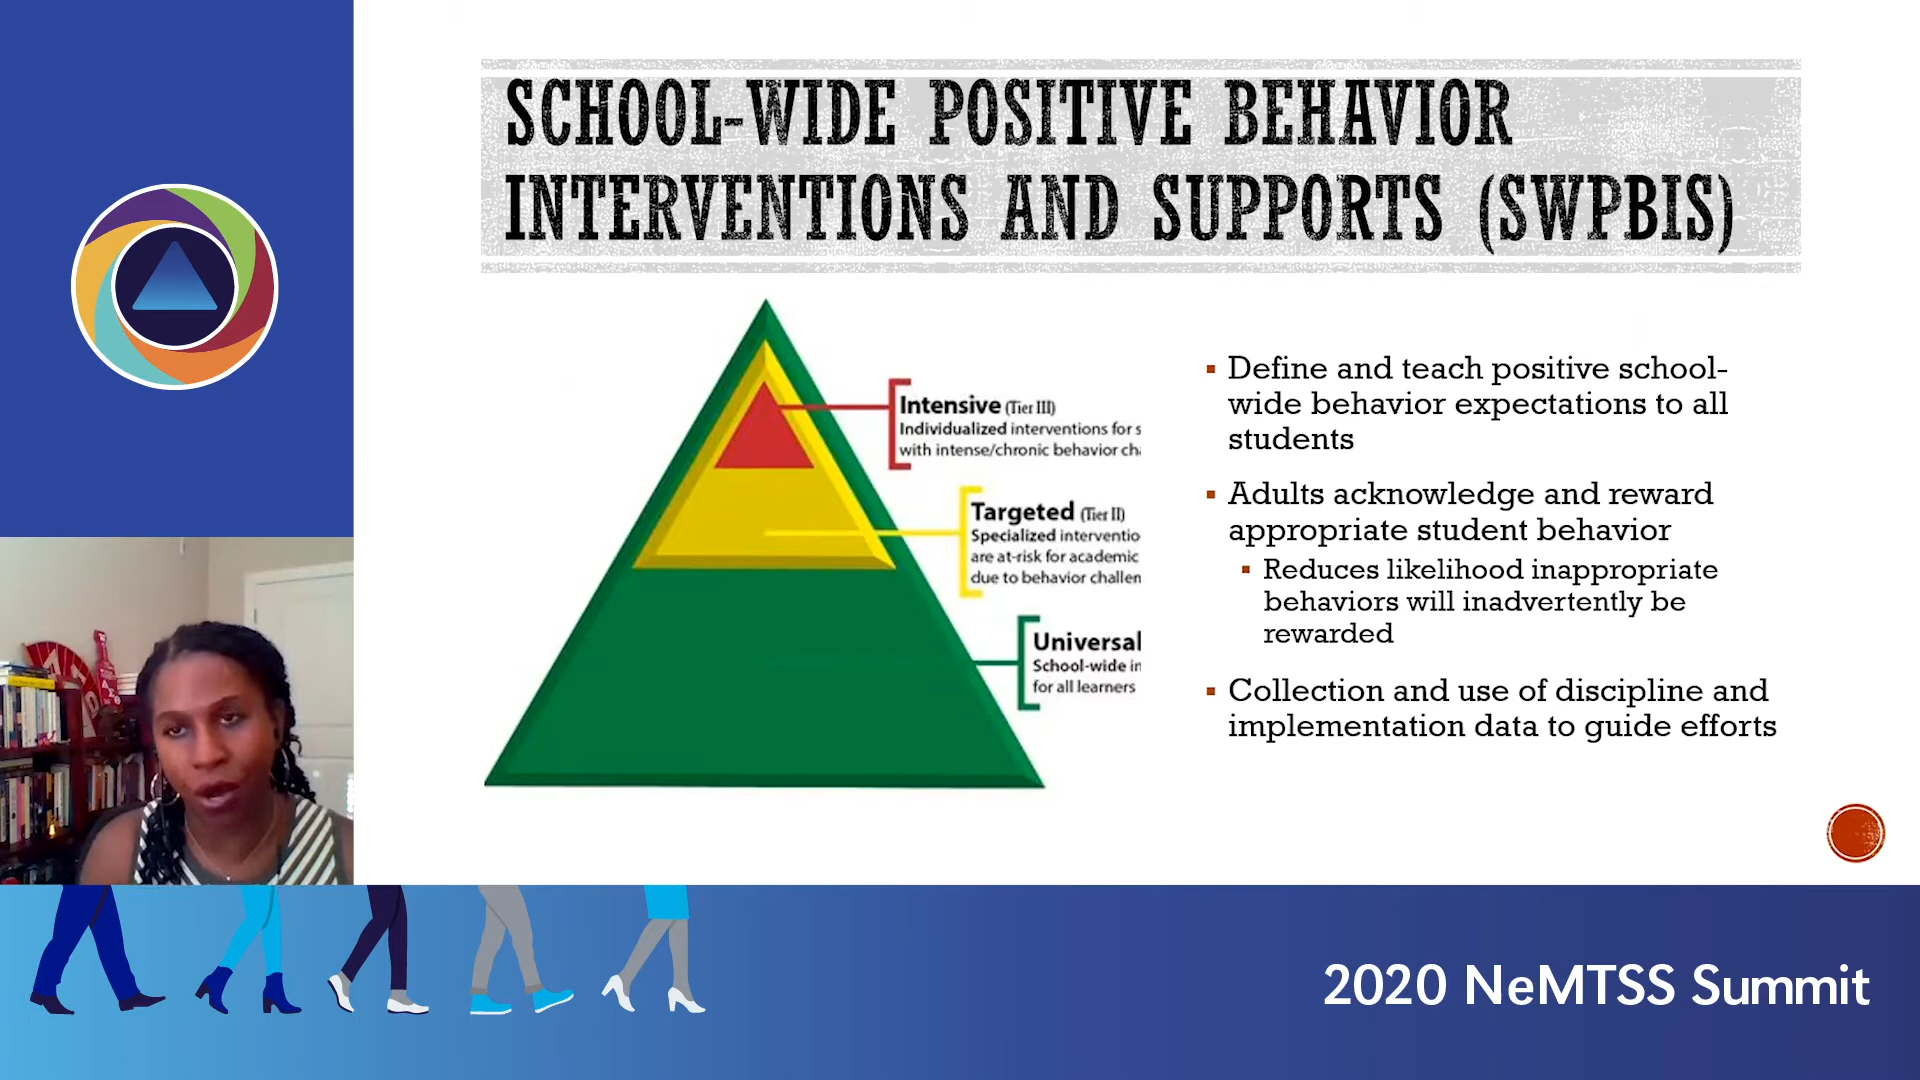 SCHOOL-WIDE POSITIVE BEHAVIOR
INTERVENTIONS AND SUPPORTS (SWPBIS)
Intensive (Tier III)
Individualized interventions for s
with intense/chronic behavior ch
Targeted (Tier II)
Specialized interventio
are at-risk for academic
due to behavior challen
Universal
School-wide in
for all learners
Define and teach positive school-
wide behavior expectations to all
students
Adults acknowledge and reward
appropriate student behavior
Reduces likelihood inappropriate
behaviors will inadvertently be
rewarded
Collection and use of discipline and
implementation data to guide efforts
2020 NeMTSS Summit